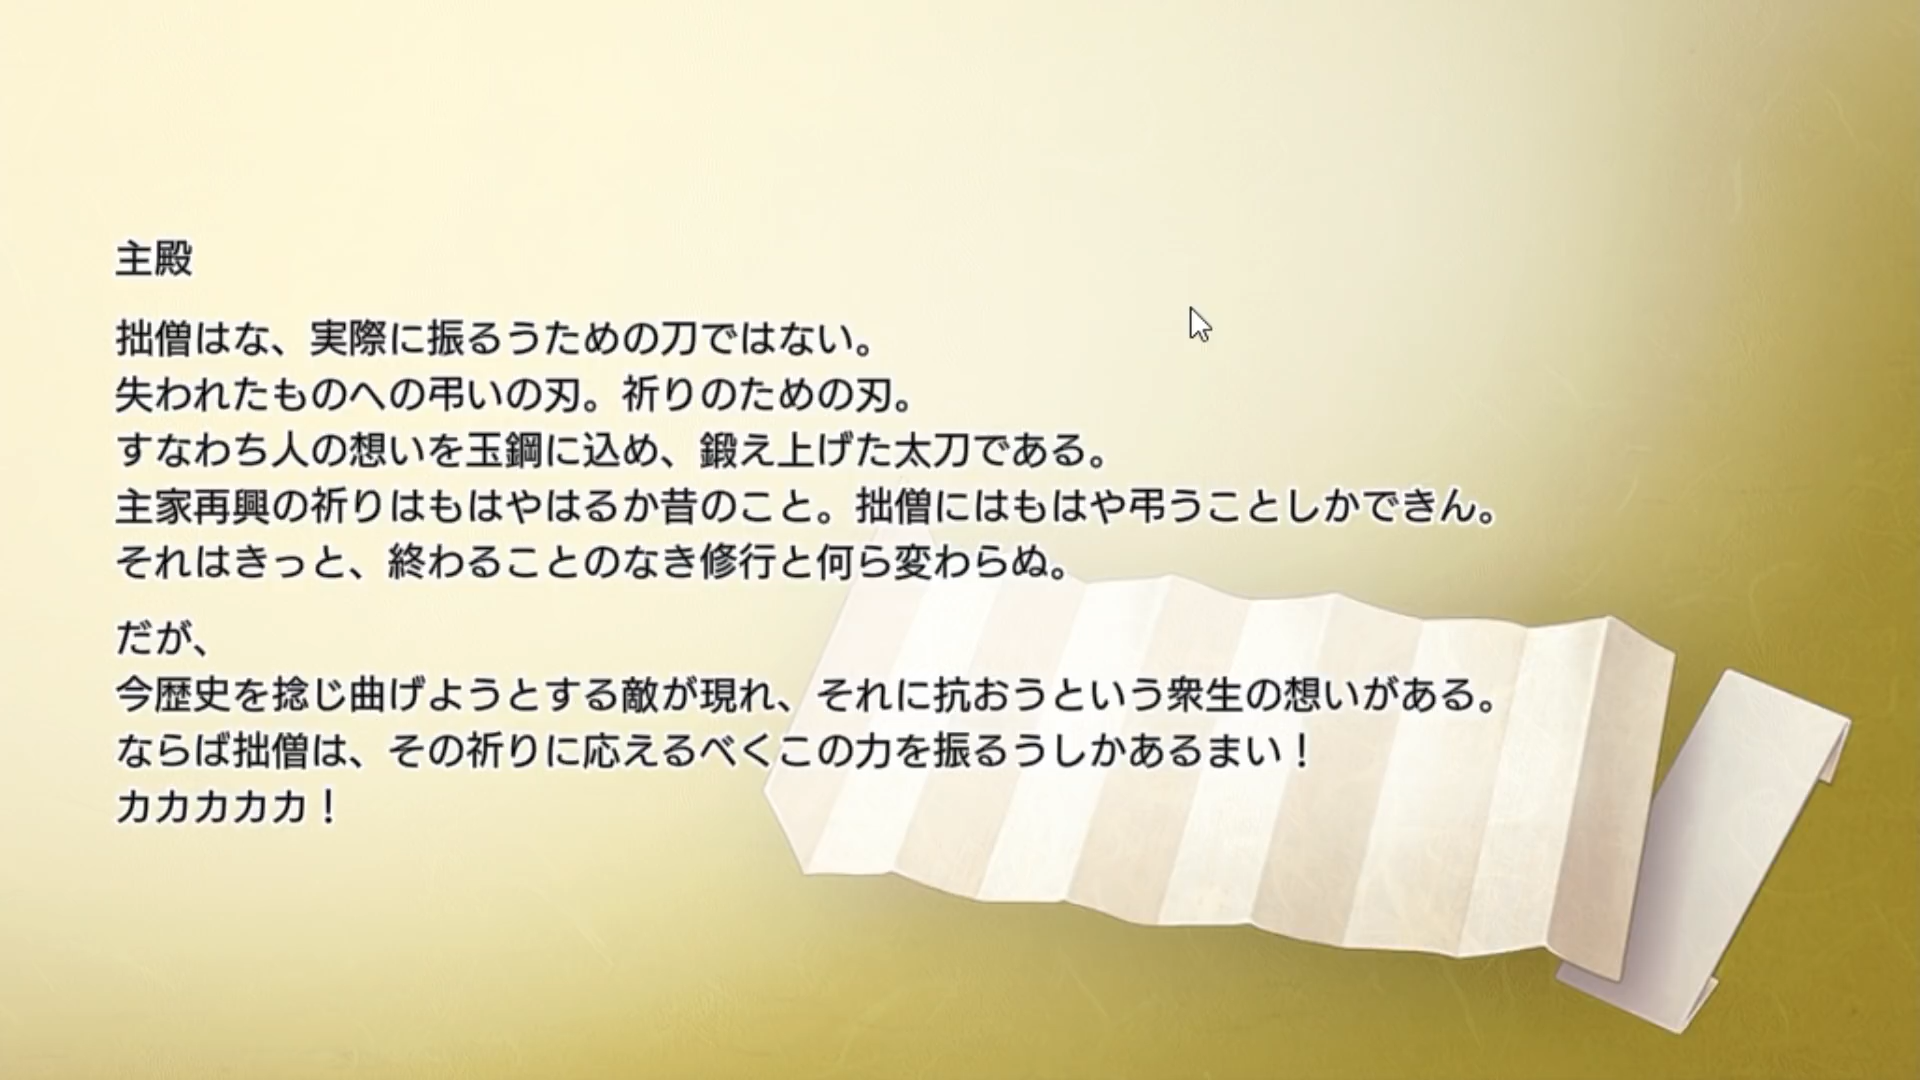 主殿
拙僧はな、実際に振るうための刀ではない。
失われたものへの弔いの刃。祈りのための刃。
すなわち人の想いを玉鋼に込め、鍛え上げた太刀である。
主家再興の祈りはもはやはるか昔のこと。拙僧にはもはや弔うことしかできん。
それはきっと、終わることのなき修行と何ら変わらぬ。
だが、
今歴史を捻じ曲げようとする敵が現れ、それに抗おうという衆生の想いがある。
ならば拙僧は、その祈りに応えるべくこの力を振るうしかあるまい！
カカカカカ！